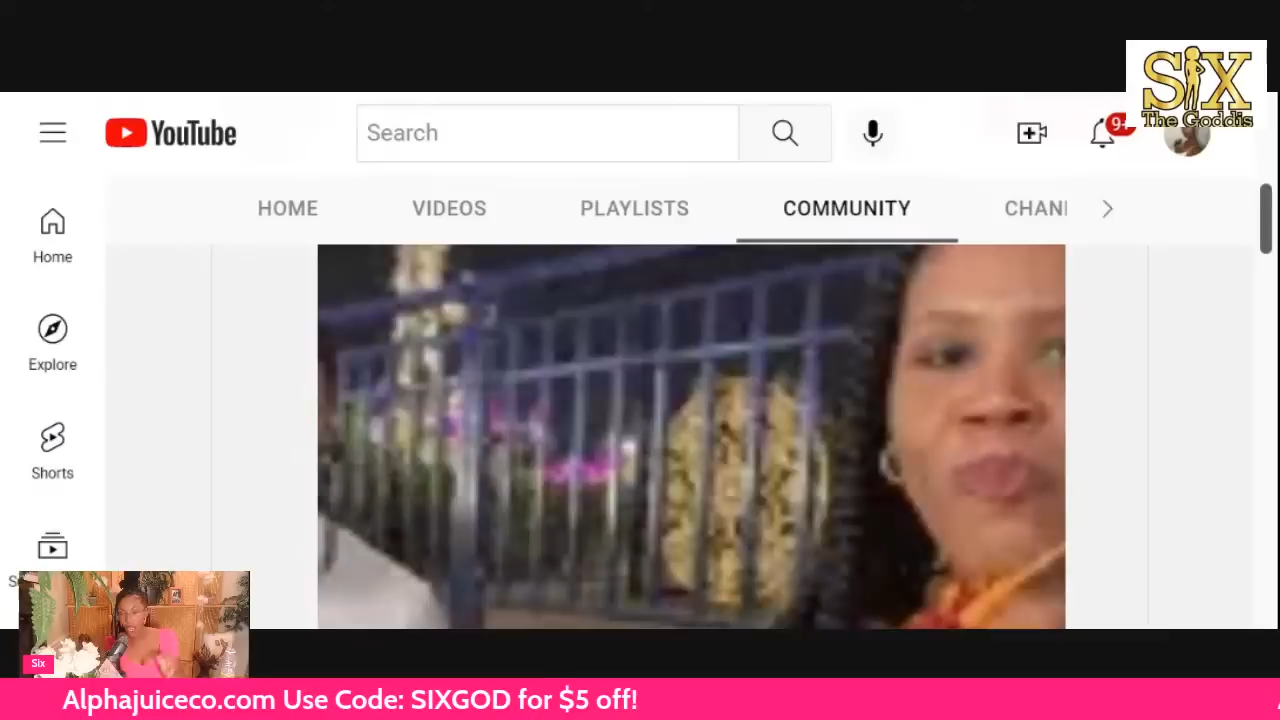 SiX
The Goddis
YouTube
Search
9+
HOME VIDEOS PLAYLISTS COMMUNITY
Home
Explore
Shorts
Six
Alphajuiceco.com Use Code: SIXGOD for $5 off!